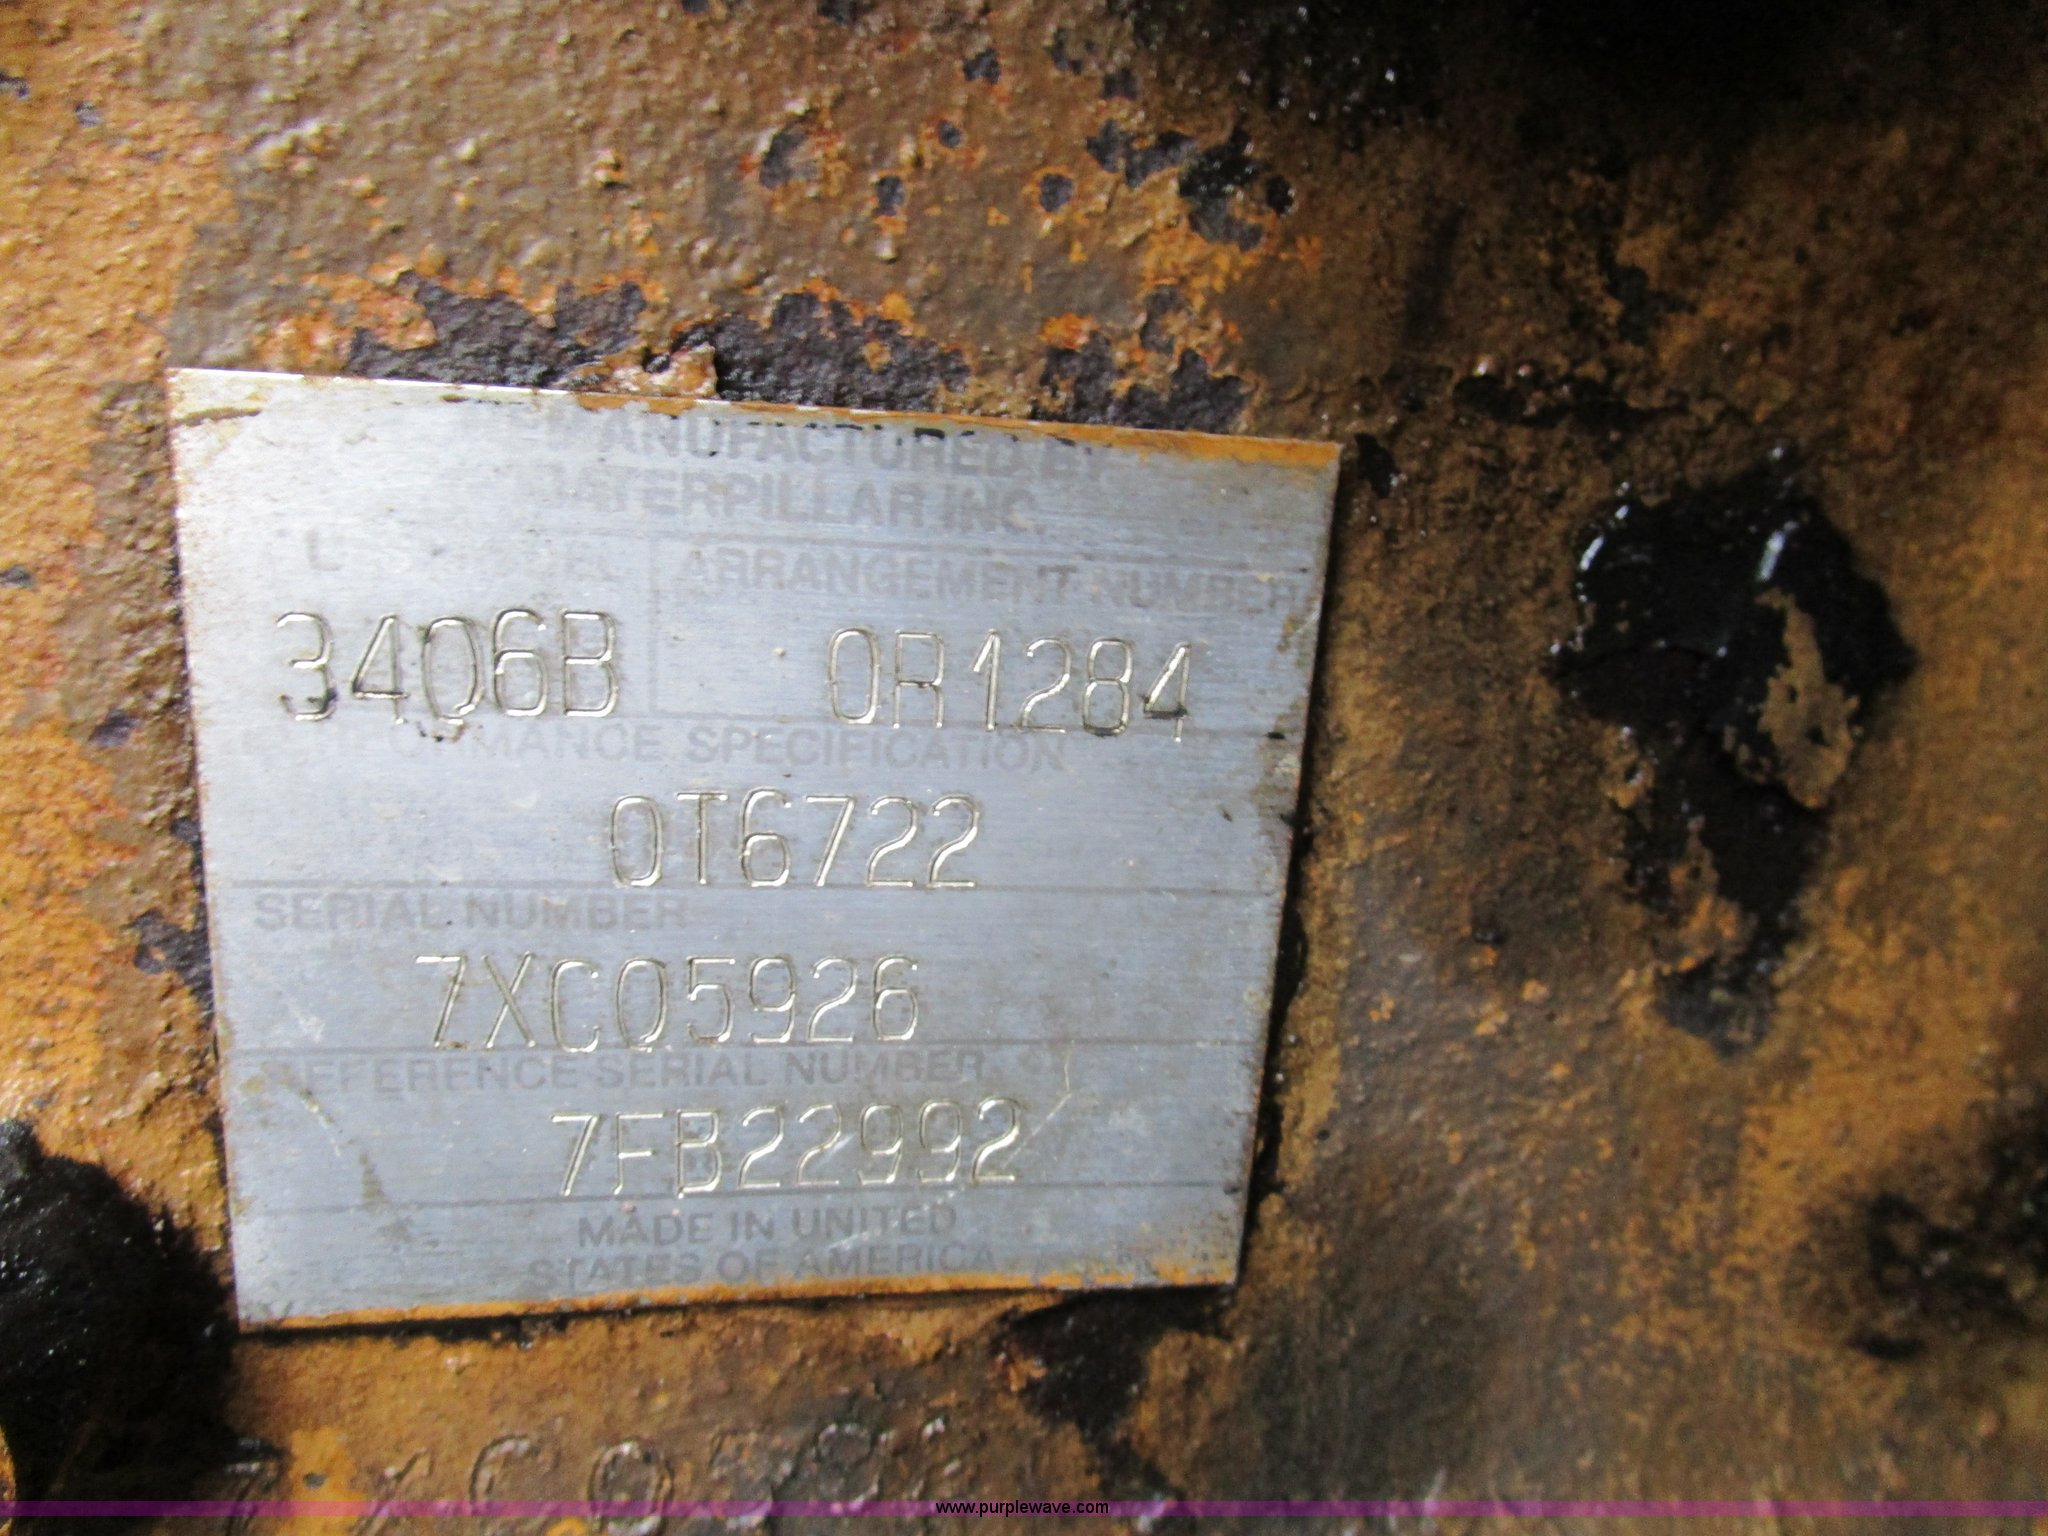 MANUFACTURED BY
CATERPILLAR INC.
ARRANGEMENT NUMBER
3406B 0R1284
PERFORMANCE SPECIFICATION
0T6722
SERIAL NUMBER
7XC05926
REFERENCE SERIAL NUMBER
7FB22992
MADE IN UNITED
STATES OF AMERICA
www.purplewave.com